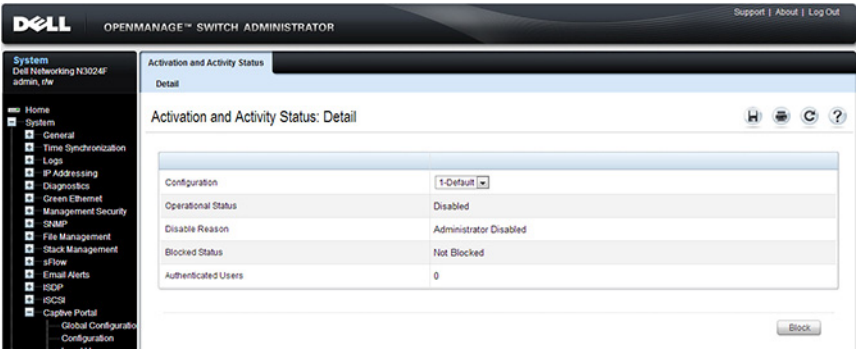 Support | About | Log Out
DELL OPENMANAGE™ SWITCH ADMINISTRATOR
System
Dell Networking N3024F
admin, r/w
Home
System
General
Time Synchronization
Logs
IP Addressing
Diagnostics
Green Ethernet
Management Security
SNMP
File Management
Stack Management
sFlow
Email Alerts
ISDP
iSCSI
Captive Portal
Global Configuratio
Configuration
Activation and Activity Status
Detail
Activation and Activity Status: Detail
Configuration 1-Default
Operational Status Disabled
Disable Reason Administrator Disabled
Blocked Status Not Blocked
Authenticated Users 0
Block